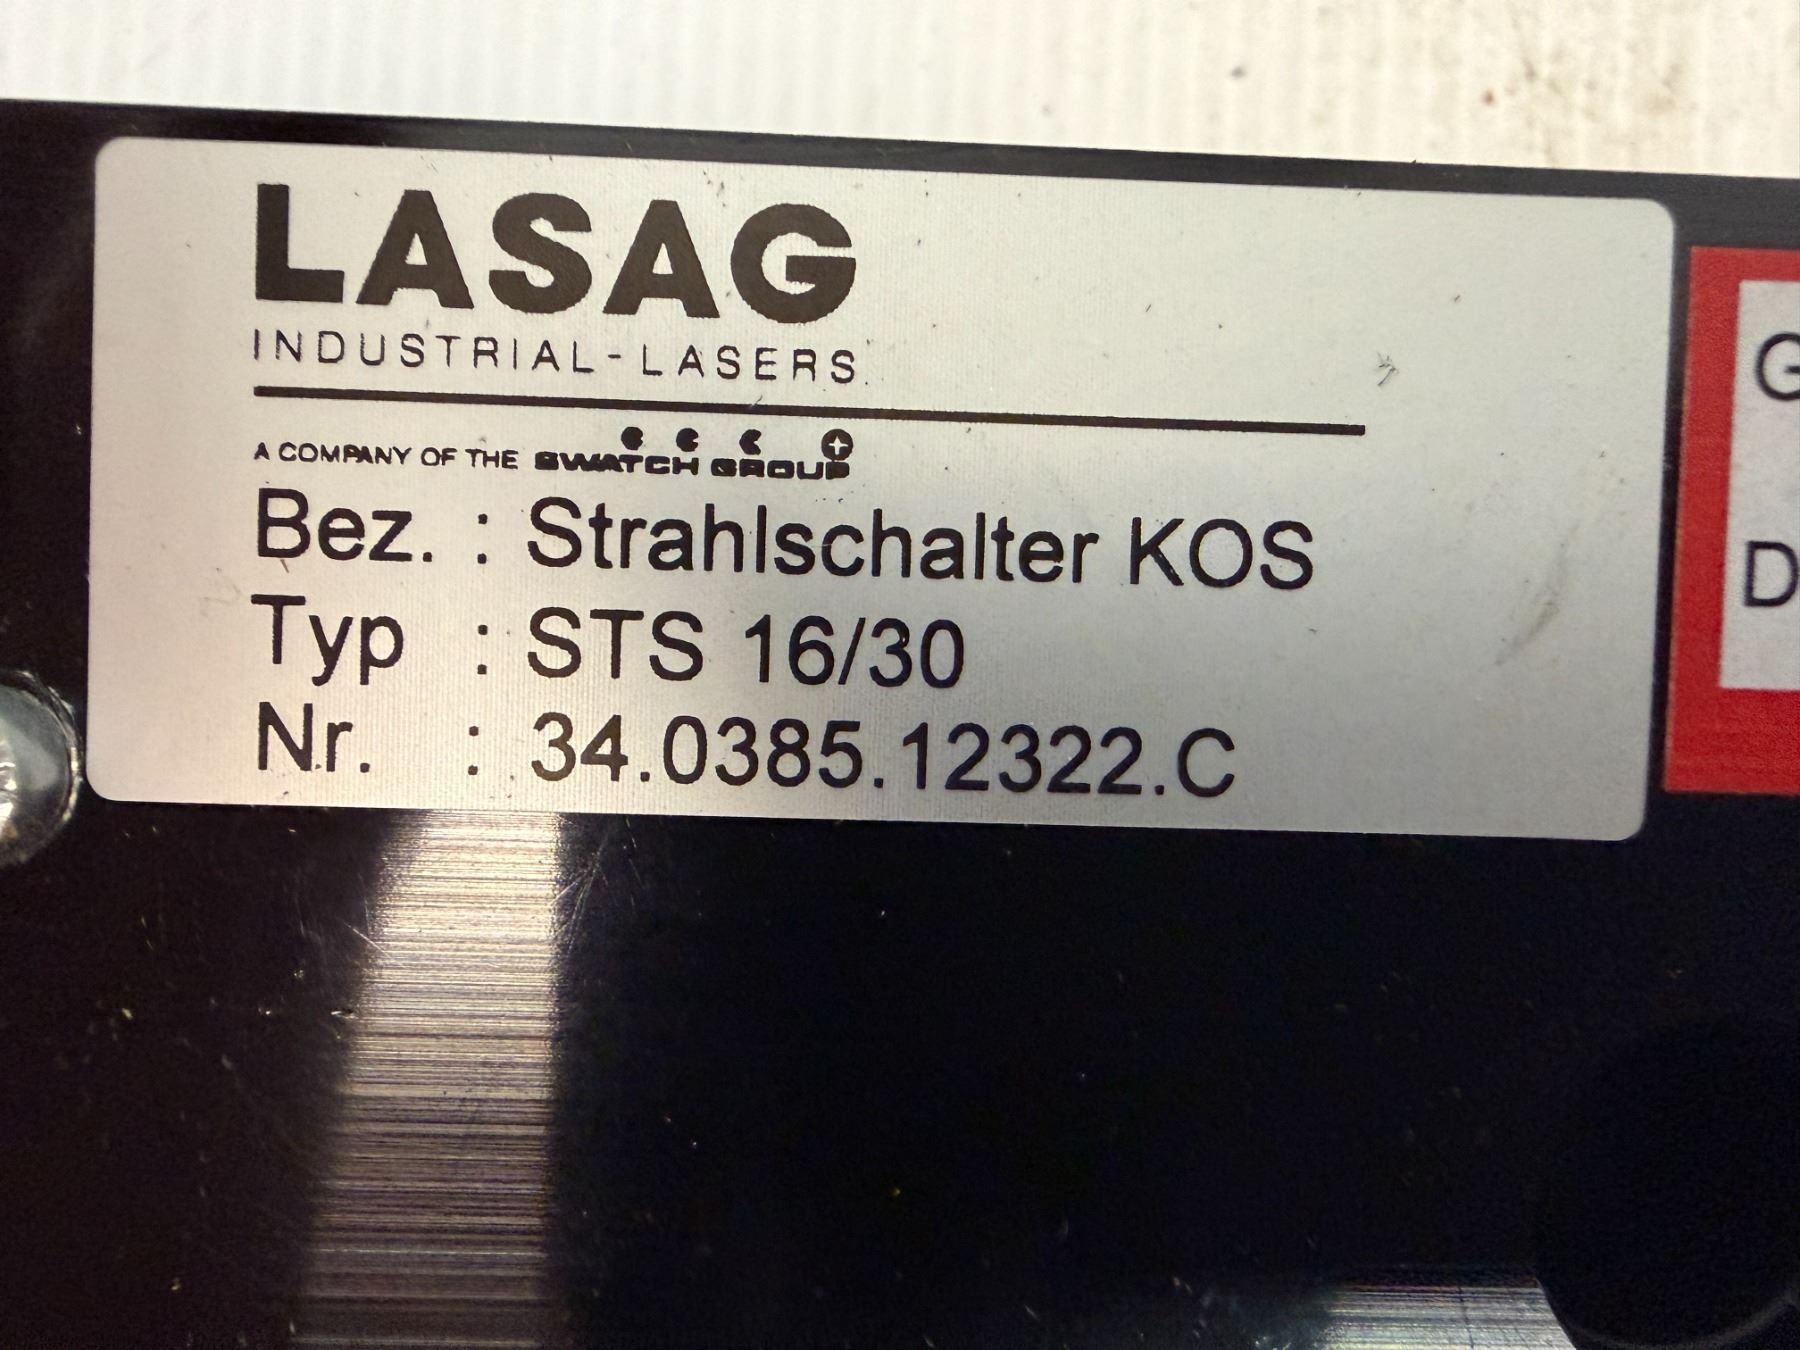 LASAG
INDUSTRIAL-LASERS
A COMPANY OF THE SWATCH GROUP
Bez. : Strahlschalter KOS
Typ : STS 16/30
Nr. : 34.0385.12322.C
G
D